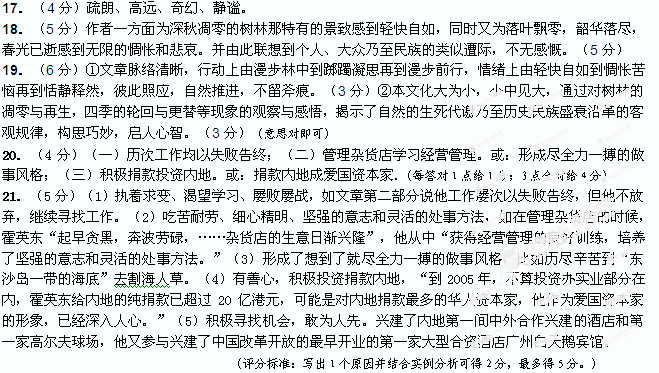 17. （4分）疏朗、高远、奇幻、静谧。
18. （5分）作者一方面为深秋凋零的树林那特有的景致感到轻快自如，同时又为落叶飘零，韶华落尽，
春光已逝感到无限的惆怅和悲哀。并由此联想到个人、大众乃至民族的类似遭际，不无感慨。（5分）
19. （6分）①文章脉络清晰，行动上由漫步林中到踯躅凝思再到漫步前行，情绪上由轻快自如到惆怅苦
恼再到恬静释然，彼此照应，自然推进，不留斧痕。（3分）②本文化大为小，小中见大，通过对树林的
凋零与再生，四季的轮回与更替等现象的观察与感悟，揭示了自然的生死代谢乃至历史民族盛衰沿革的客
观规律，构思巧妙，启人心智。（3分）（意思对即可）
20. （4分）（一）历次工作均以失败告终；（二）管理杂货店学习经营管理。或：形成尽全力一搏的做
事风格；（三）积极捐款投资内地。或：捐款内地成爱国资本家.（每答对1点给1分；3点全对给4分）
21. （5分）（1）执着求变、渴望学习、屡败屡战，如文章第二部分说他工作屡次以失败告终，但他不放
弃，继续寻找工作。（2）吃苦耐劳、细心精明、坚强的意志和灵活的处事方法，如在管理杂货店的时候，
霍英东“起早贪黑，奔波劳碌，……杂货店的生意日渐兴隆”，他从中“获得经营管理的良好训练，培养
了坚强的意志和灵活的处事方法。”（3）形成了想到了就尽全力一搏的做事风格，比如历尽辛苦到“东
沙岛一带的海底”去割海人草。（4）有善心，积极投资捐款内地，“到2005年，不算投资办实业部分在
内，霍英东给内地的纯捐款已超过20亿港元，可能是对内地捐款最多的华人资本家，他作为爱国资本家
的形象，已经深入人心。”（5）积极寻找机会，敢为人先。兴建了内地第一间中外合作兴建的酒店和第
一家高尔夫球场，他又参与兴建了中国改革开放的最早开业的第一家大型合资酒店广州白天鹅宾馆.
（评分标准：写出1个原因并结合实例分析可得2分，最多得5分。）